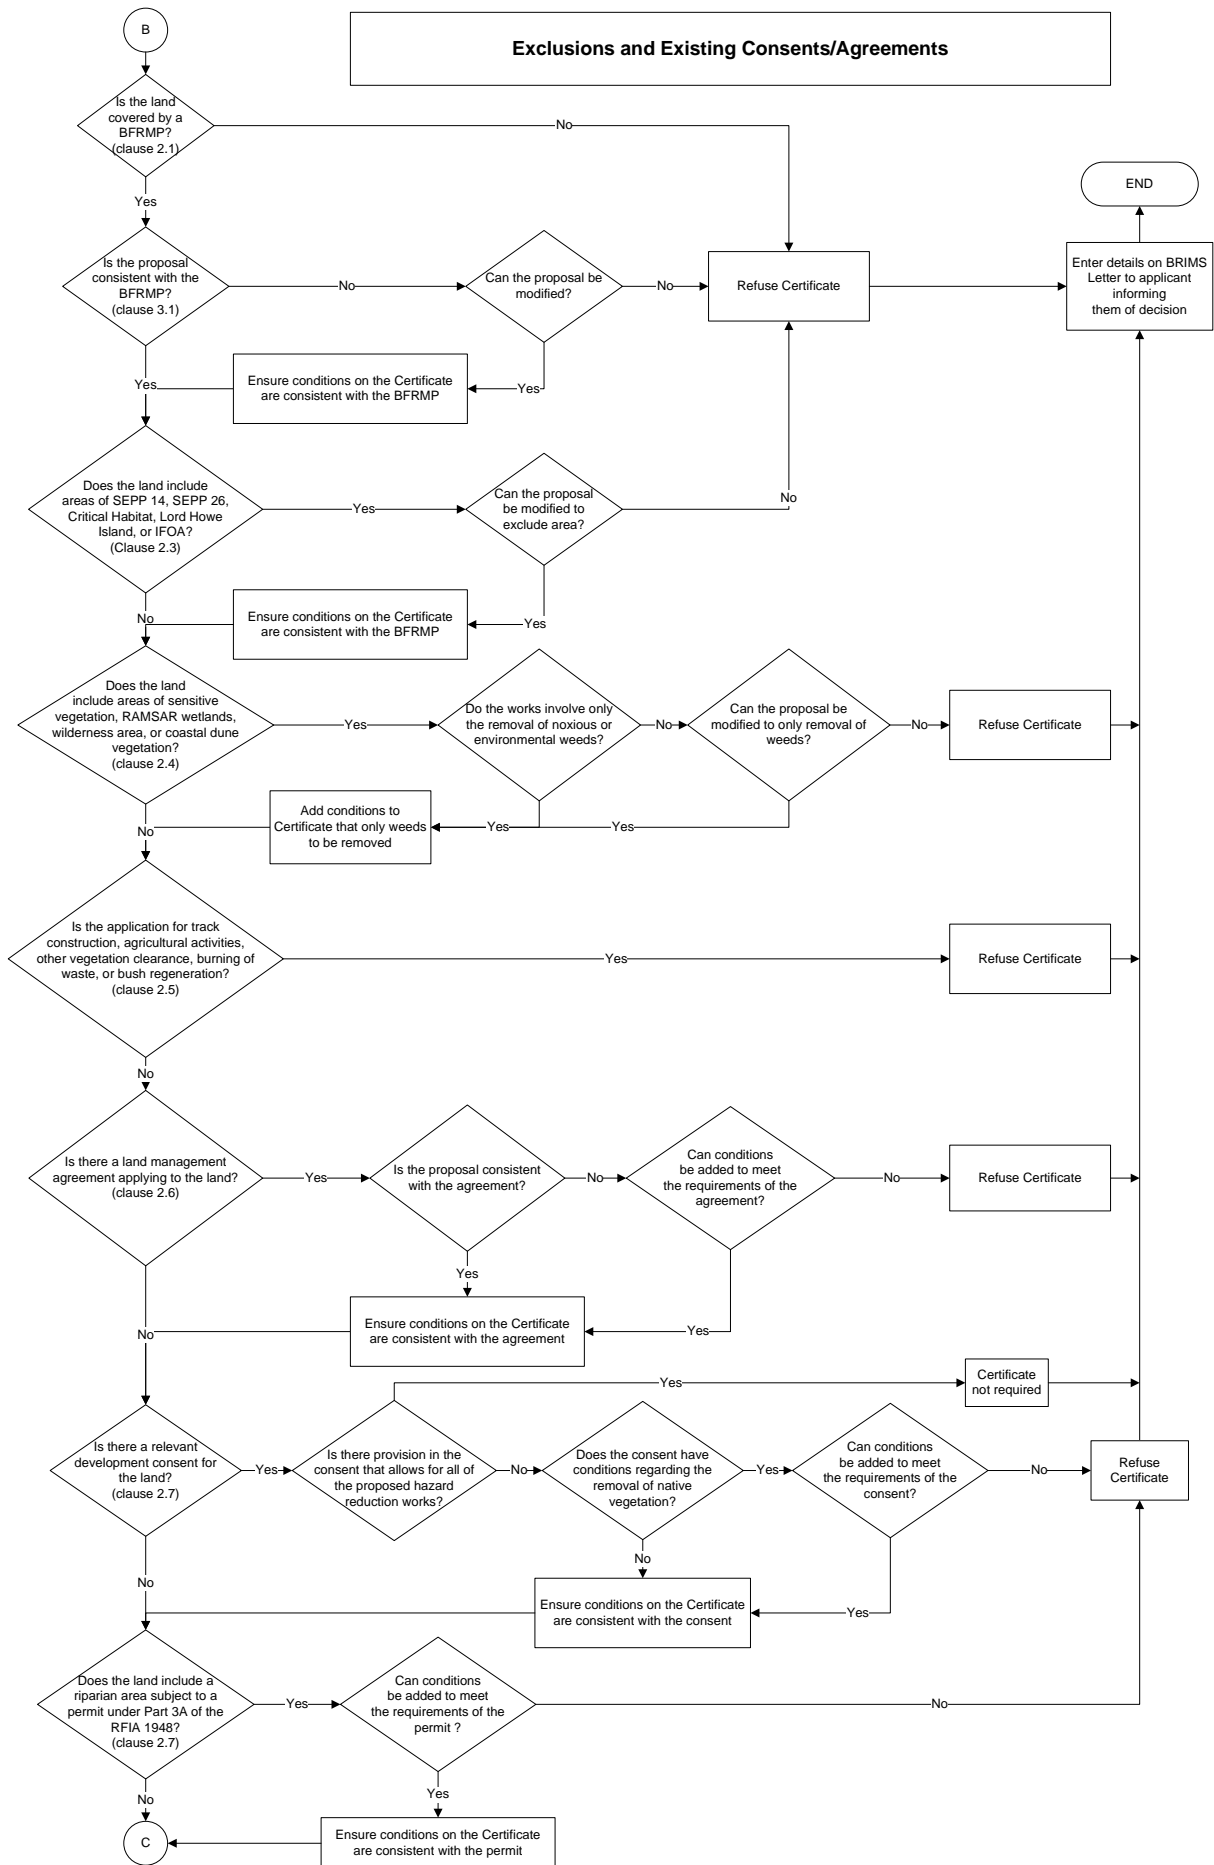 B
Exclusions and Existing Consents/Agreements
Is the land
covered by a
BFRMP?
(clause 2.1)
No
Yes
END
Is the proposal
consistent with the
BFRMP?
(clause 3.1)
No
Can the proposal be
modified?
No
Refuse Certificate
Enter details on BRIMS
Letter to applicant
informing
them of decision
Yes
Ensure conditions on the Certificate
are consistent with the BFRMP
Yes
Does the land include
areas of SEPP 14, SEPP 26,
Critical Habitat, Lord Howe
Island, or IFOA?
(Clause 2.3)
Yes
Can the proposal
be modified to
exclude area?
No
No
Ensure conditions on the Certificate
are consistent with the BFRMP
Yes
Does the land
include areas of sensitive
vegetation, RAMSAR wetlands,
wilderness area, or coastal dune
vegetation?
(clause 2.4)
Yes
Do the works involve only
the removal of noxious or
environmental weeds?
No
Can the proposal be
modified to only removal of
weeds?
No
Refuse Certificate
No
Add conditions to
Certificate that only weeds
to be removed
Yes
Yes
Is the application for track
construction, agricultural activities,
other vegetation clearance, burning of
waste, or bush regeneration?
(clause 2.5)
Yes
Refuse Certificate
No
Is there a land management
agreement applying to the land?
(clause 2.6)
Yes
Is the proposal consistent
with the agreement?
No
Can conditions
be added to meet
the requirements of the
agreement?
No
Refuse Certificate
Yes
No
Ensure conditions on the Certificate
are consistent with the agreement
Yes
Yes
Certificate
not required
Is there a relevant
development consent for
the land?
(clause 2.7)
Yes
Is there provision in the
consent that allows for all of
the proposed hazard
reduction works?
No
Does the consent have
conditions regarding the
removal of native
vegetation?
Yes
Can conditions
be added to meet
the requirements of the
consent?
No
Refuse
Certificate
No
No
Ensure conditions on the Certificate
are consistent with the consent
Yes
Does the land include a
riparian area subject to a
permit under Part 3A of the
RFIA 1948?
(clause 2.7)
Yes
Can conditions
be added to meet
the requirements of the
permit ?
No
No
Yes
C
Ensure conditions on the Certificate
are consistent with the permit